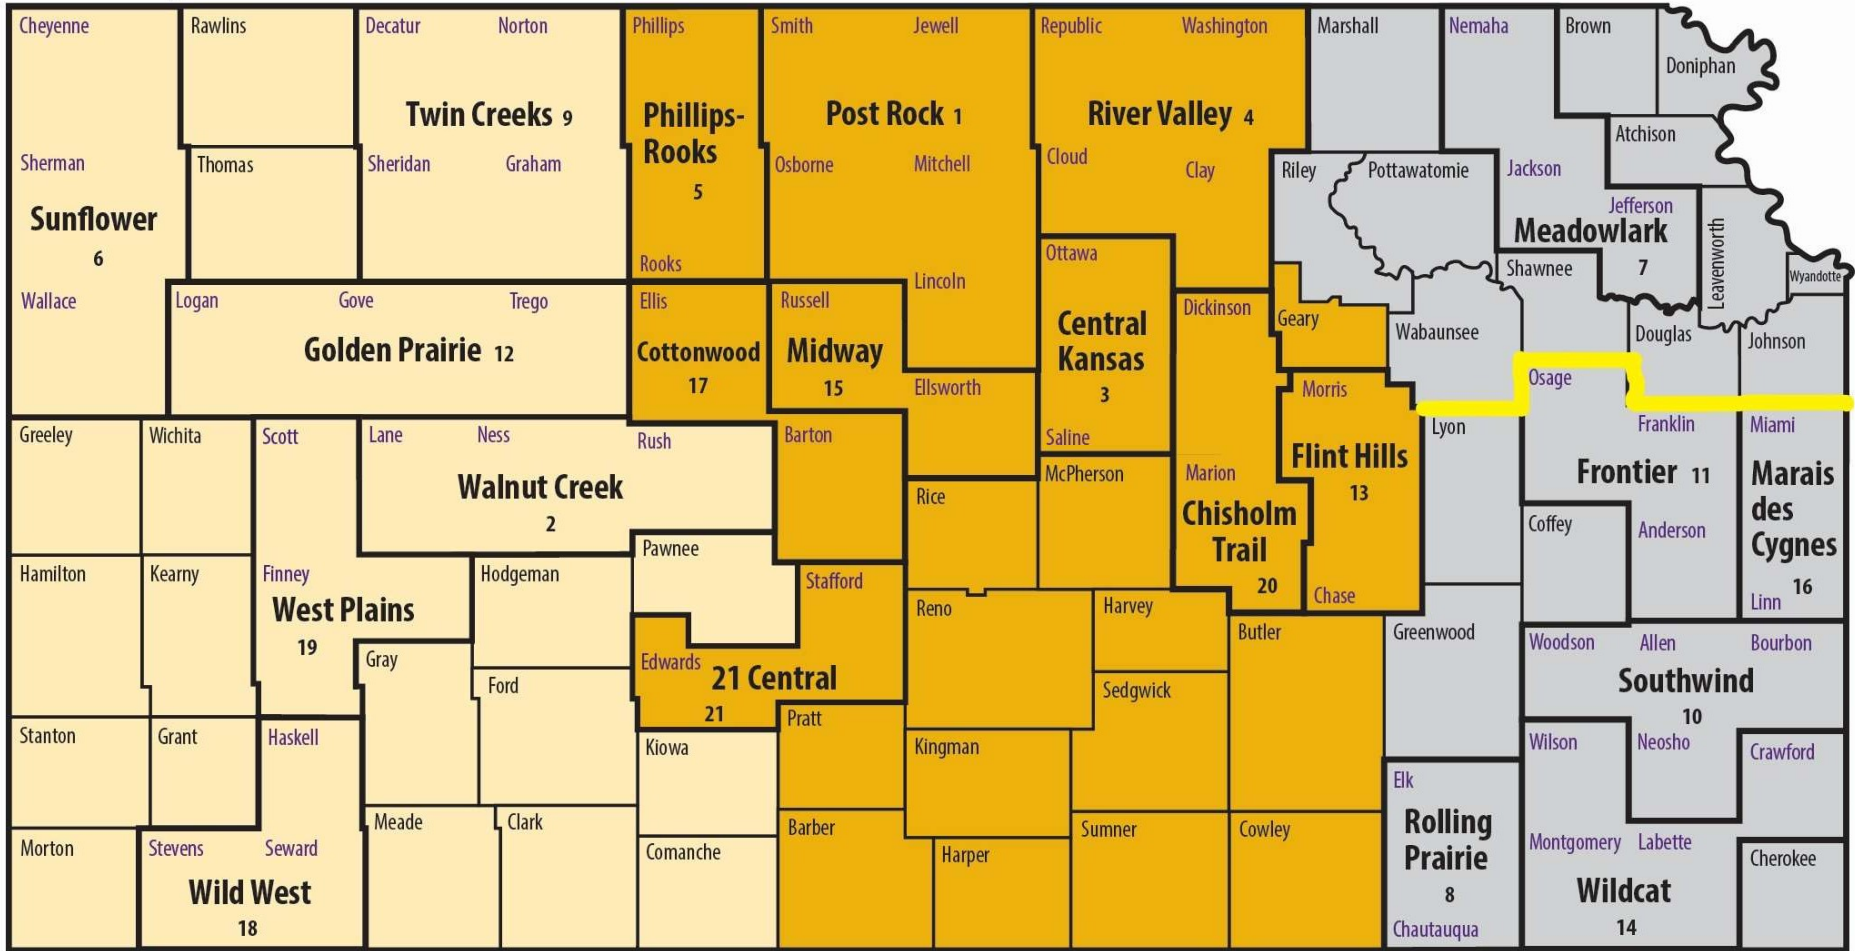 Cheyenne
Rawlins
Decatur
Norton
Phillips
Smith
Jewell
Republic
Washington
Marshall
Nemaha
Brown
Doniphan
Twin Creeks 9
Phillips-
Rooks
5
Post Rock 1
River Valley 4
Atchison
Sherman
Thomas
Sheridan
Graham
Osborne
Mitchell
Cloud
Clay
Riley
Pottawatomie
Jackson
Jefferson
Sunflower
6
Meadowlark
7
Leavenworth
Wyandotte
Rooks
Ottawa
Shawnee
Wallace
Logan
Gove
Trego
Ellis
Russell
Lincoln
Dickinson
Geary
Wabaunsee
Douglas
Johnson
Golden Prairie 12
Cottonwood
17
Midway
15
Central
Kansas
3
Ellsworth
Morris
Osage
Greeley
Wichita
Scott
Lane
Ness
Rush
Barton
Saline
Lyon
Franklin
Miami
Walnut Creek
2
Rice
McPherson
Marion
Flint Hills
13
Frontier 11
Marais
des
Cygnes
16
Chisholm
Trail
20
Coffey
Anderson
Pawnee
Hamilton
Kearny
Finney
Hodgeman
Stafford
Chase
Linn
West Plains
19
Reno
Harvey
Butler
Greenwood
Woodson
Allen
Bourbon
Gray
Edwards
21 Central
21
Southwind
10
Ford
Sedgwick
Stanton
Grant
Haskell
Pratt
Kiowa
Kingman
Wilson
Neosho
Crawford
Elk
Rolling
Prairie
8
Meade
Clark
Barber
Sumner
Cowley
Morton
Stevens
Seward
Comanche
Harper
Montgomery
Labette
Cherokee
Wild West
18
Wildcat
14
Chautauqua